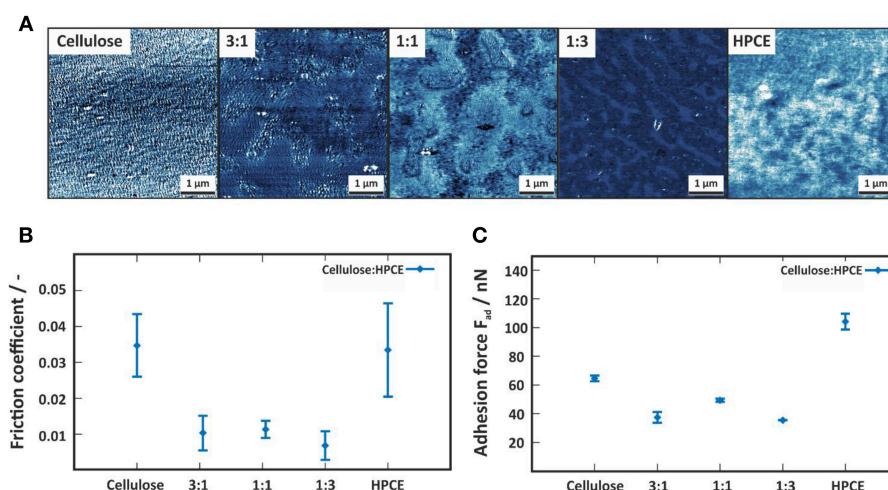 A
Cellulose 3:1 1:1 1:3 HPCE
1 µm 1 µm 1 µm 1 µm 1 µm
B
Cellulose:HPCE
Friction coefficient / -
0.05
0.04
0.03
0.02
0.01
Cellulose 3:1 1:1 1:3 HPCE
C
Cellulose:HPCE
Adhesion force Fad / nN
140
120
100
80
60
40
20
Cellulose 3:1 1:1 1:3 HPCE